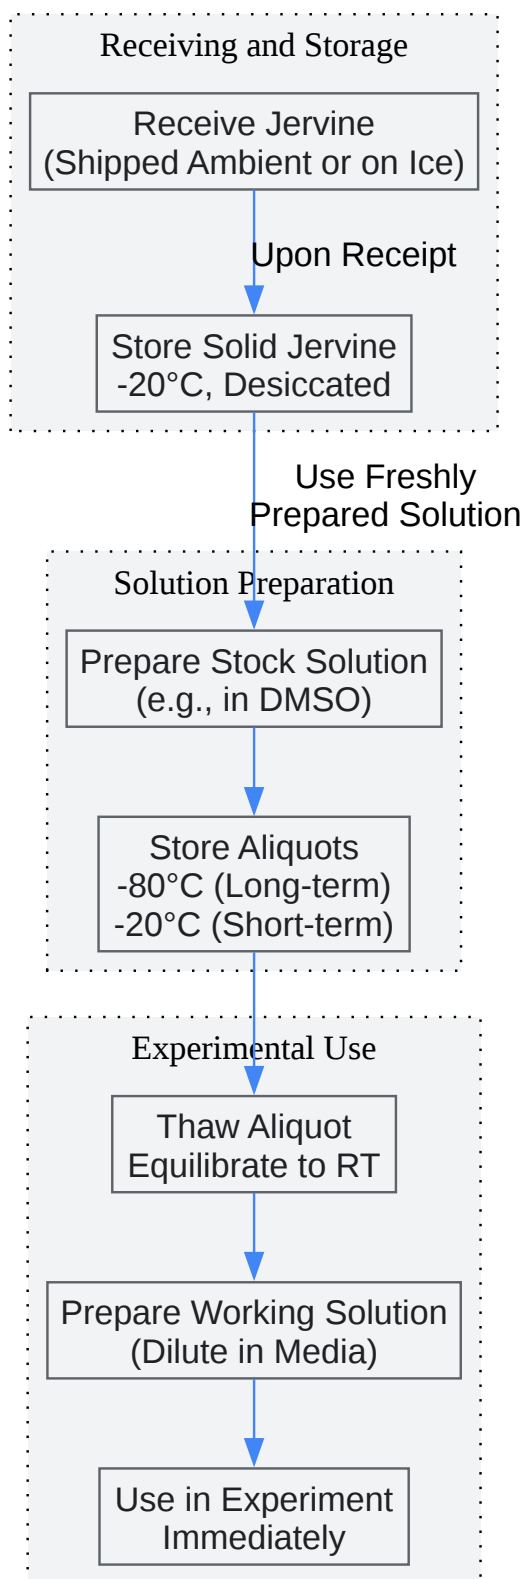 Receiving and Storage
Receive Jervine
(Shipped Ambient or on Ice)
Upon Receipt
Store Solid Jervine
-20°C, Desiccated
Use Freshly
Prepared Solution
Solution Preparation
Prepare Stock Solution
(e.g., in DMSO)
Store Aliquots
-80°C (Long-term)
-20°C (Short-term)
Experimental Use
Thaw Aliquot
Equilibrate to RT
Prepare Working Solution
(Dilute in Media)
Use in Experiment
Immediately